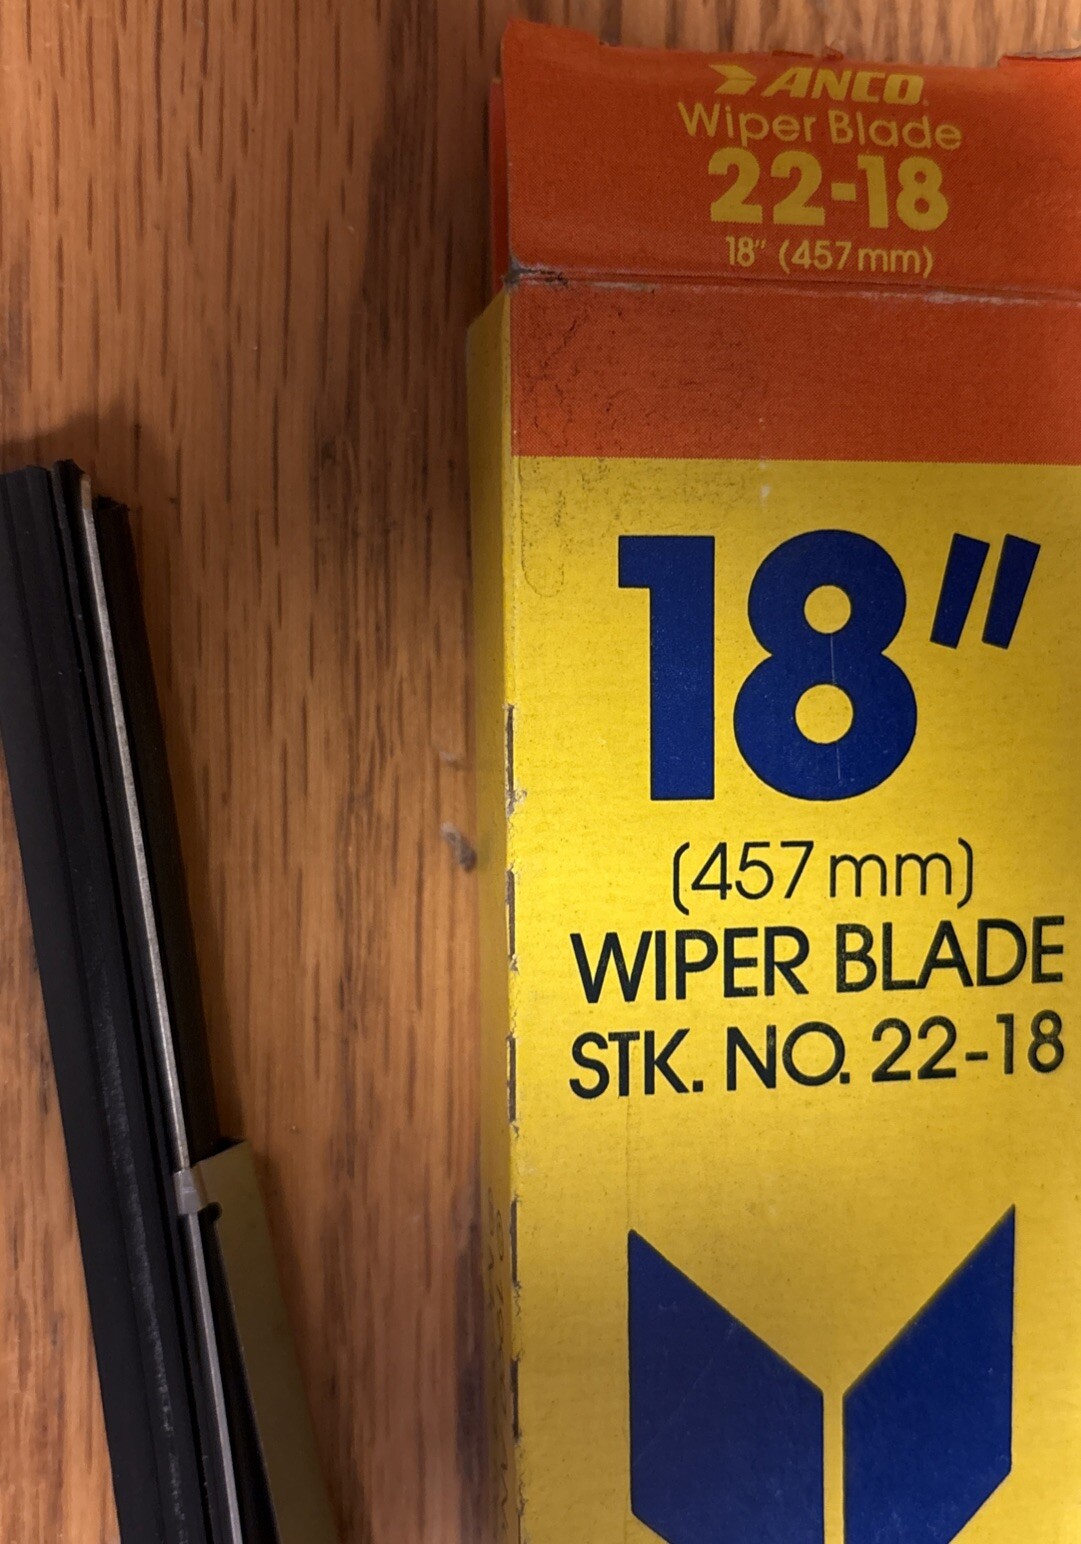 ANCO
Wiper Blade
22-18
18" (457 mm)
18"
(457 mm)
WIPER BLADE
STK. NO. 22-18